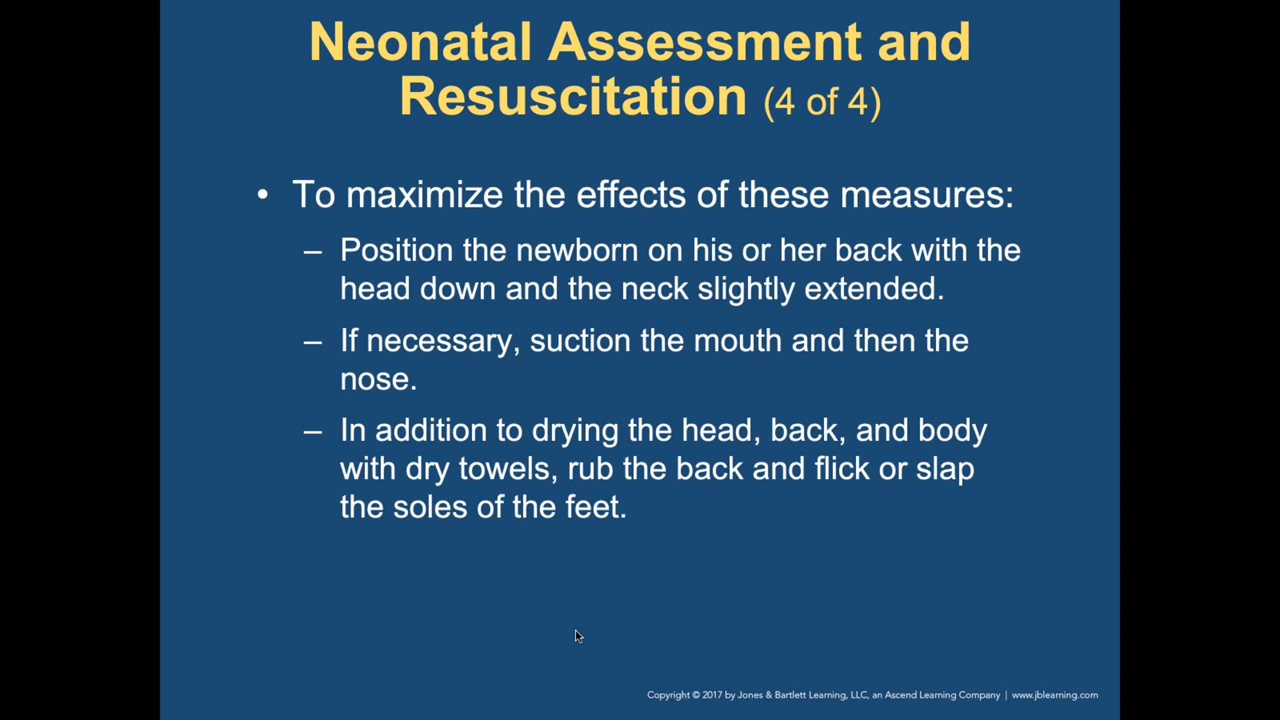 Neonatal Assessment and
Resuscitation (4 of 4)
• To maximize the effects of these measures:
– Position the newborn on his or her back with the
head down and the neck slightly extended.
– If necessary, suction the mouth and then the
nose.
– In addition to drying the head, back, and body
with dry towels, rub the back and flick or slap
the soles of the feet.
Copyright © 2017 by Jones & Bartlett Learning, LLC, an Ascend Learning Company | www.jblearning.com